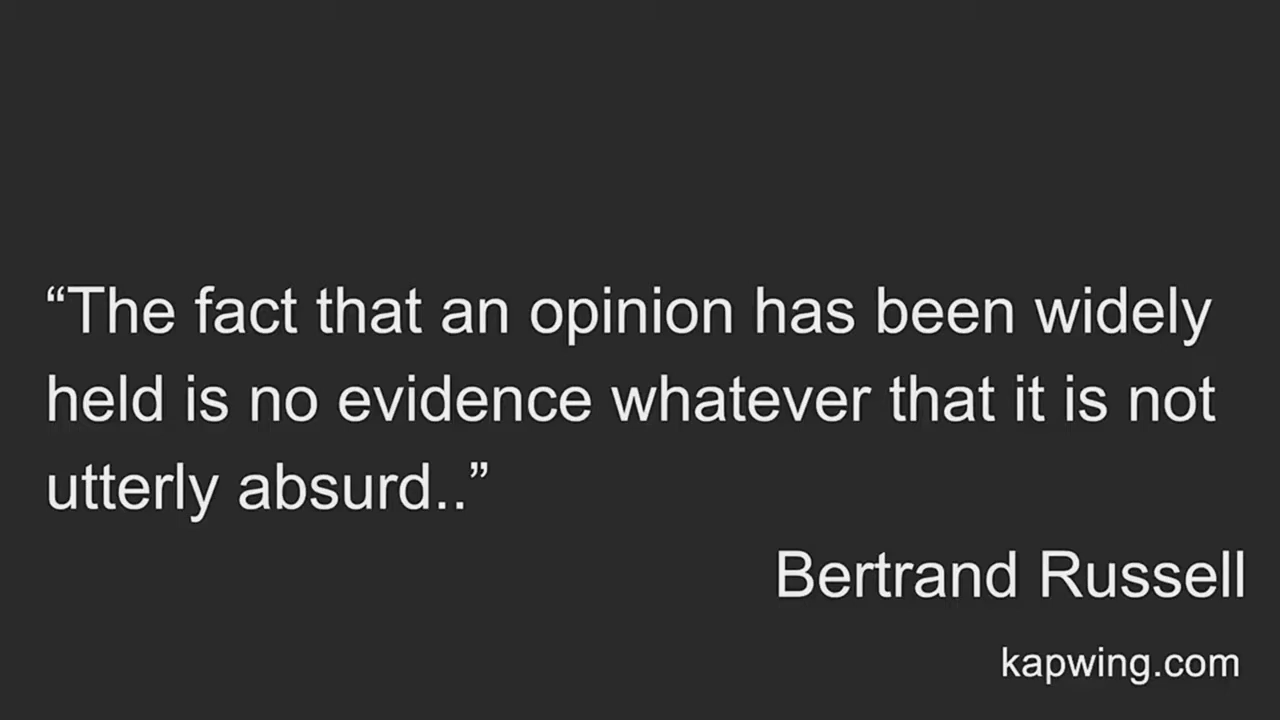 “The fact that an opinion has been widely
held is no evidence whatever that it is not
utterly absurd..”
Bertrand Russell
kapwing.com